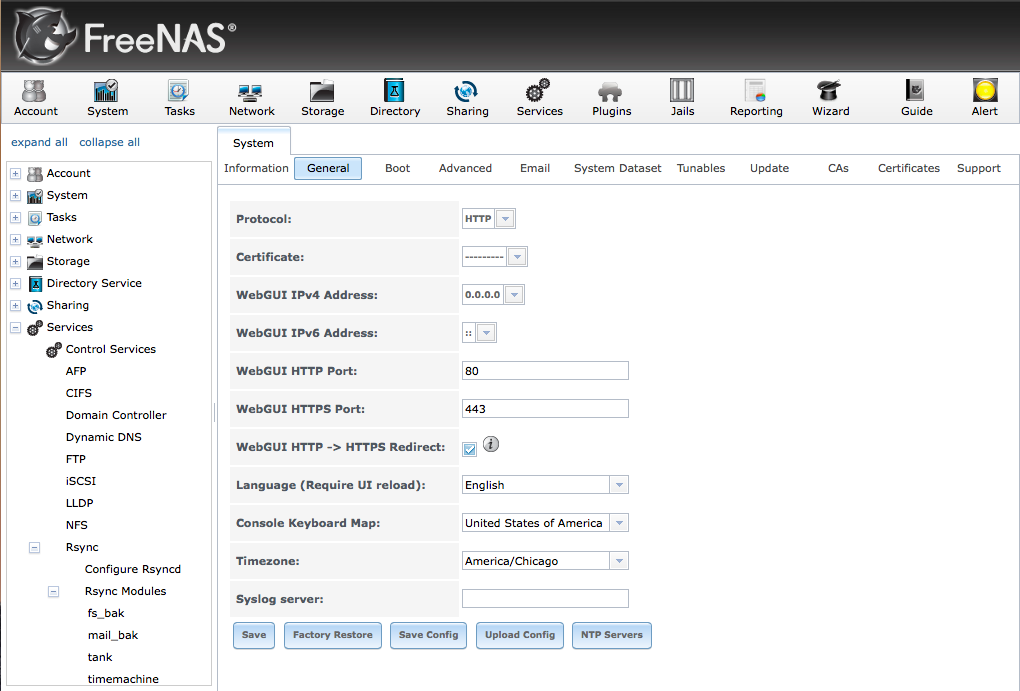 FreeNAS®
Account System Tasks Network Storage Directory Sharing Services Plugins Jails Reporting Wizard Guide Alert
expand all collapse all
Account
System
Tasks
Network
Storage
Directory Service
Sharing
Services
Control Services
AFP
CIFS
Domain Controller
Dynamic DNS
FTP
iSCSI
LLDP
NFS
Rsync
Configure Rsyncd
Rsync Modules
fs_bak
mail_bak
tank
timemachine
System
Information General Boot Advanced Email System Dataset Tunables Update CAs Certificates Support
Protocol: HTTP
Certificate: ---------
WebGUI IPv4 Address: 0.0.0.0
WebGUI IPv6 Address: ::
WebGUI HTTP Port: 80
WebGUI HTTPS Port: 443
WebGUI HTTP -> HTTPS Redirect: i
Language (Require UI reload): English
Console Keyboard Map: United States of America
Timezone: America/Chicago
Syslog server:
Save Factory Restore Save Config Upload Config NTP Servers